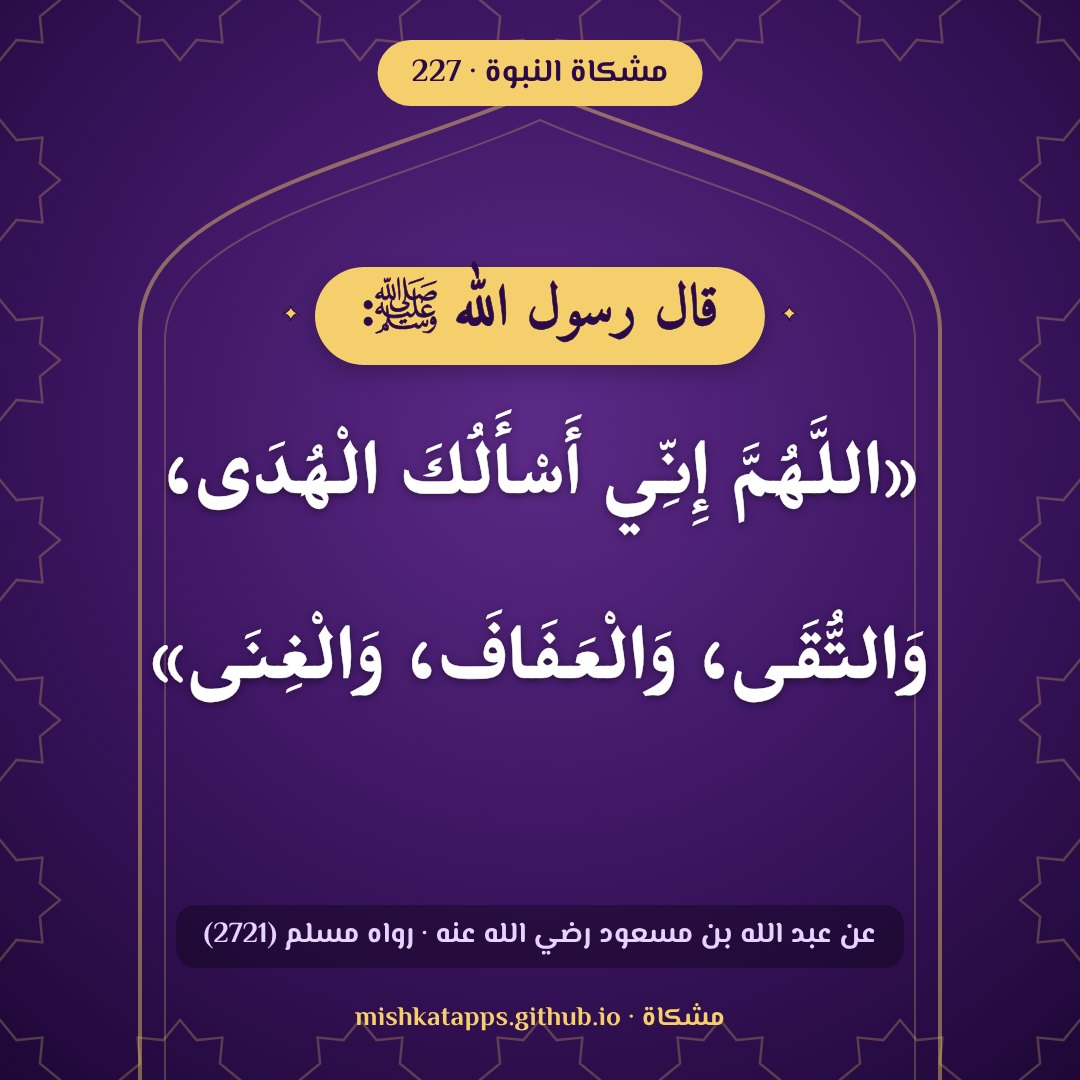 مشكاة النبوة · 227
قال رسول الله ﷺ:
«اللَّهُمَّ إِنِّي أَسْأَلُكَ الْهُدَى،
وَالتُّقَى، وَالْعَفَافَ، وَالْغِنَى»
عن عبد الله بن مسعود رضي الله عنه · رواه مسلم (2721)
مشكاة · mishkatapps.github.io